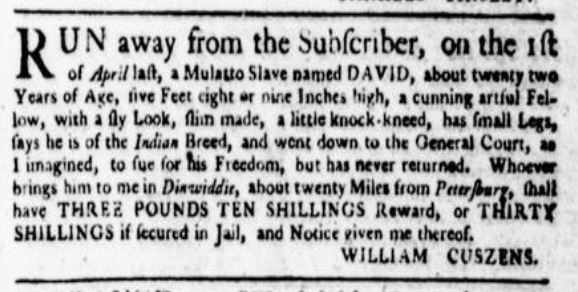 RUN away from the Subſcriber, on the 1ſt
of April laſt, a Mulatto Slave named DAVID, about twenty two
Years of Age, five Feet eight or nine Inches high, a cunning artful Fel-
low, with a ſly Look, ſlim made, a little knock-kneed, has ſmall Legs,
ſays he is of the Indian Breed, and went down to the General Court, as
I imagined, to ſue for his Freedom, but has never returned. Whoever
brings him to me in Dinwiddie, about twenty Miles from Peterſburg, ſhall
have THREE POUNDS TEN SHILLINGS Reward, or THIRTY
SHILLINGS if ſecured in Jail, and Notice given me thereof.
WILLIAM CUSZENS.